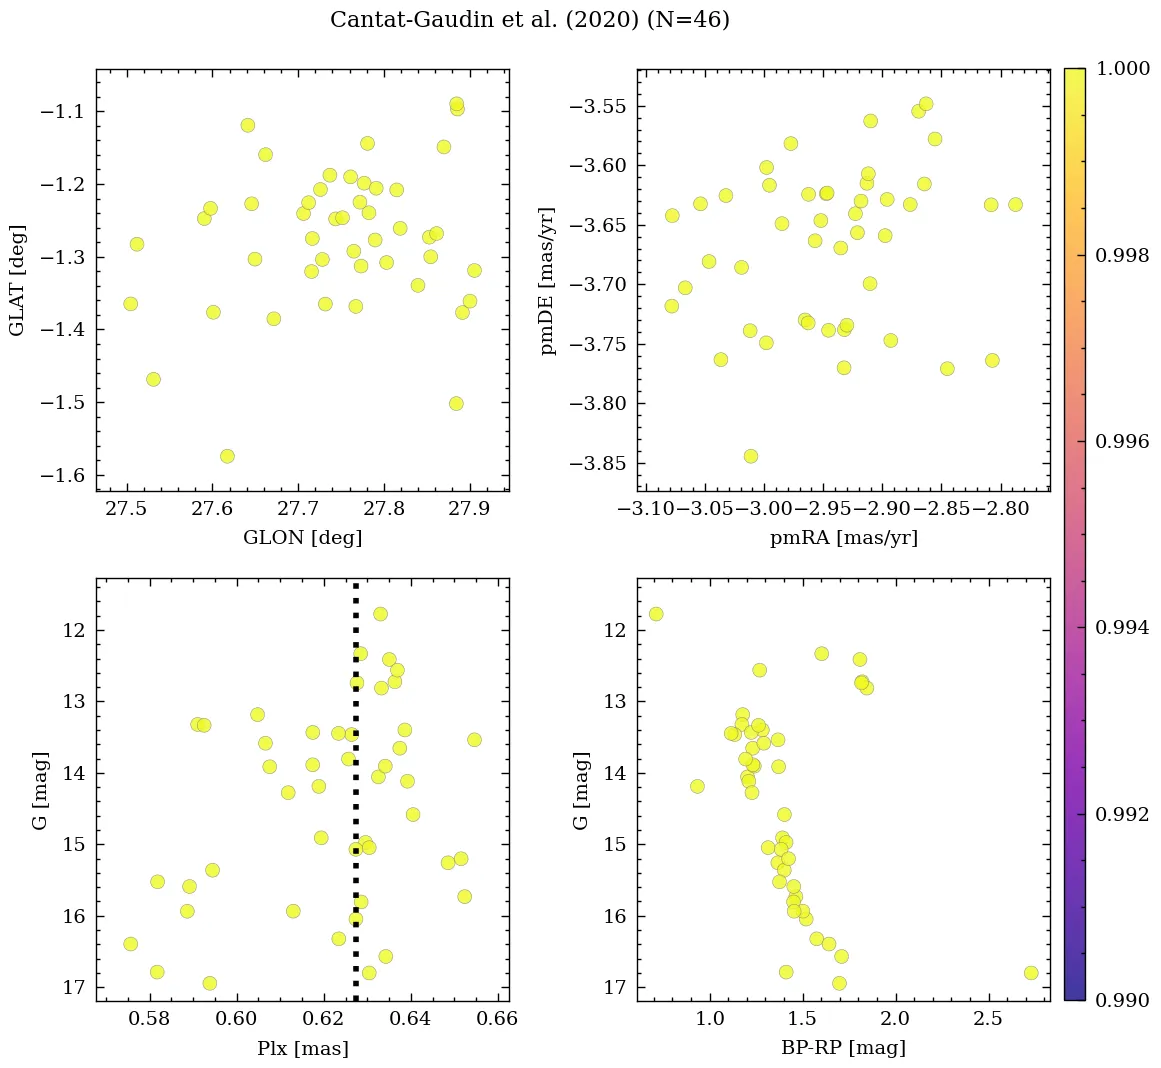 Cantat-Gaudin et al. (2020) (N=46)
−1.1
−1.2
−1.3
−1.4
−1.5
−1.6
GLAT [deg]
27.5 27.6 27.7 27.8 27.9
GLON [deg]
−3.55
−3.60
−3.65
−3.70
−3.75
−3.80
−3.85
pmDE [mas/yr]
−3.10 −3.05 −3.00 −2.95 −2.90 −2.85 −2.80
pmRA [mas/yr]
12
13
14
15
16
17
G [mag]
0.58 0.60 0.62 0.64 0.66
Plx [mas]
12
13
14
15
16
17
G [mag]
1.0 1.5 2.0 2.5
BP-RP [mag]
1.000
0.998
0.996
0.994
0.992
0.990